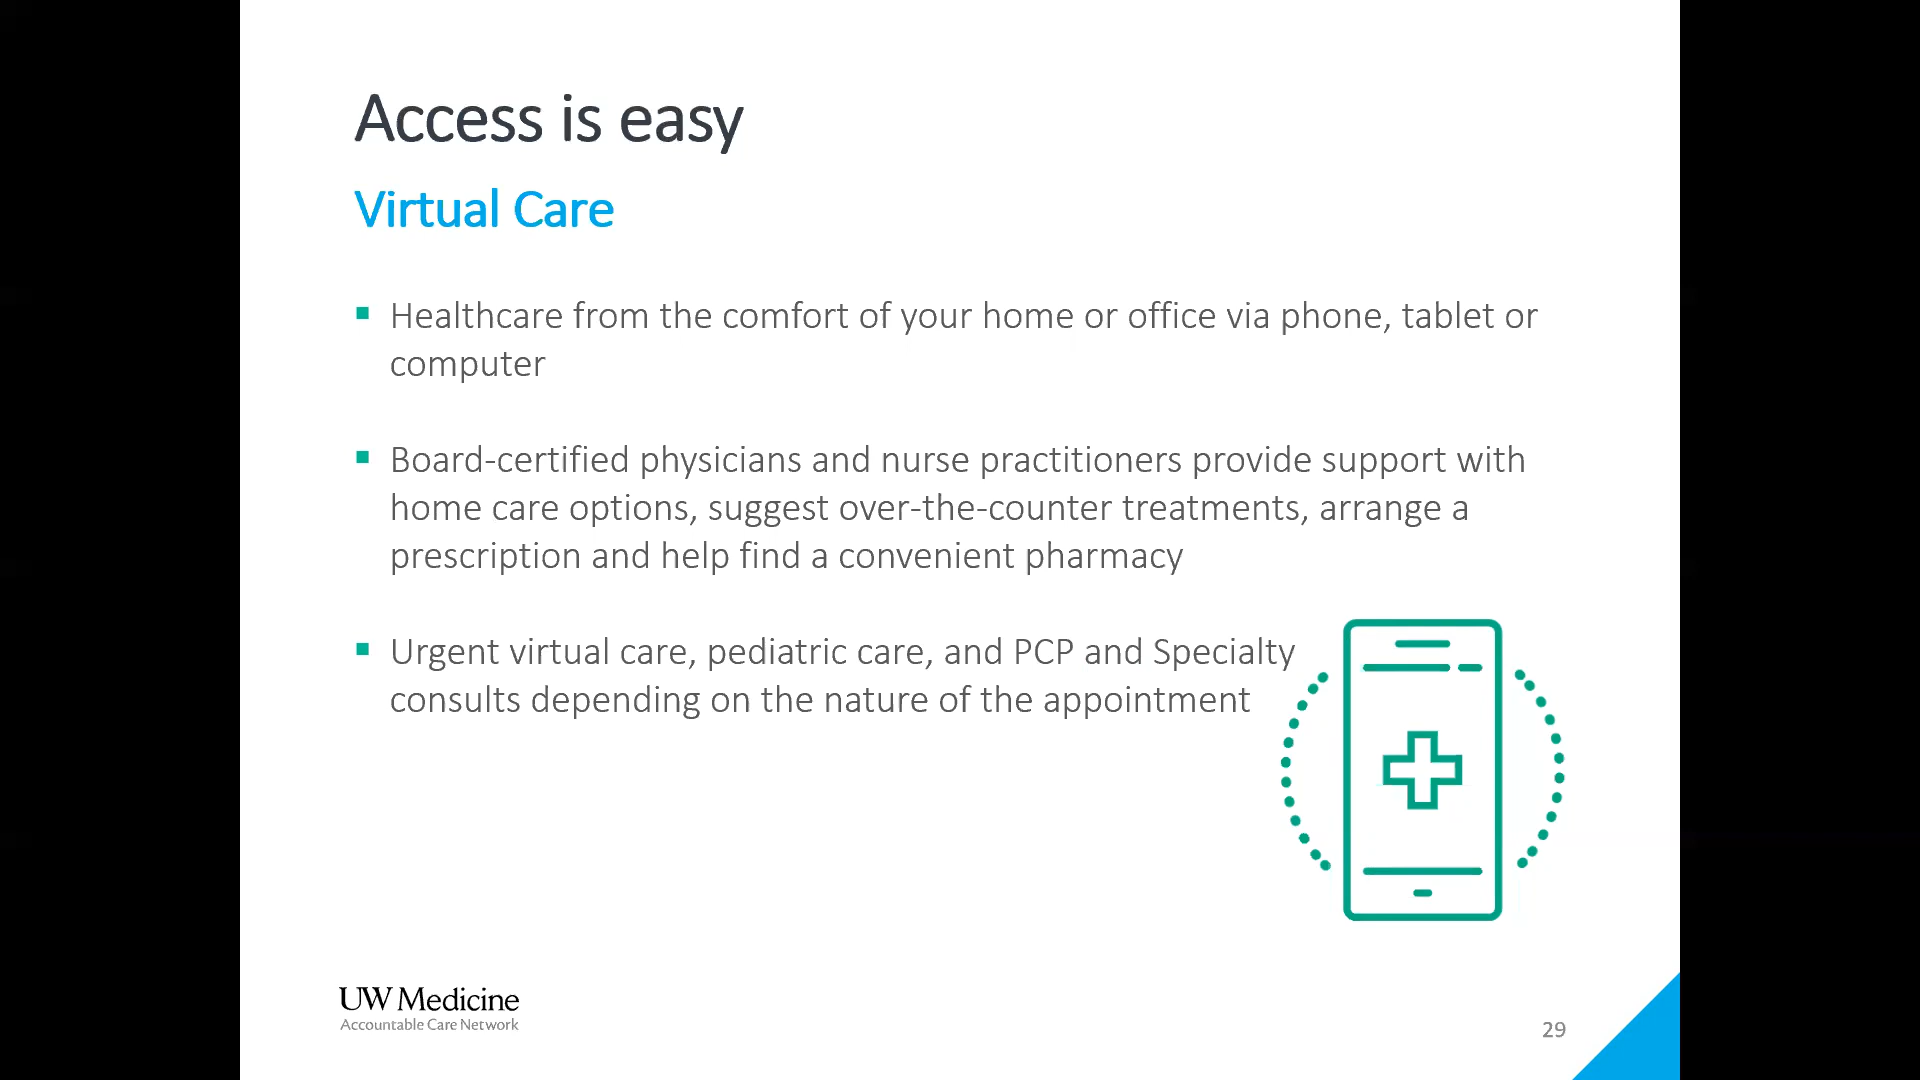 Access is easy
Virtual Care
▪ Healthcare from the comfort of your home or office via phone, tablet or
computer
▪ Board-certified physicians and nurse practitioners provide support with
home care options, suggest over-the-counter treatments, arrange a
prescription and help find a convenient pharmacy
▪ Urgent virtual care, pediatric care, and PCP and Specialty
consults depending on the nature of the appointment
UW Medicine
Accountable Care Network
29